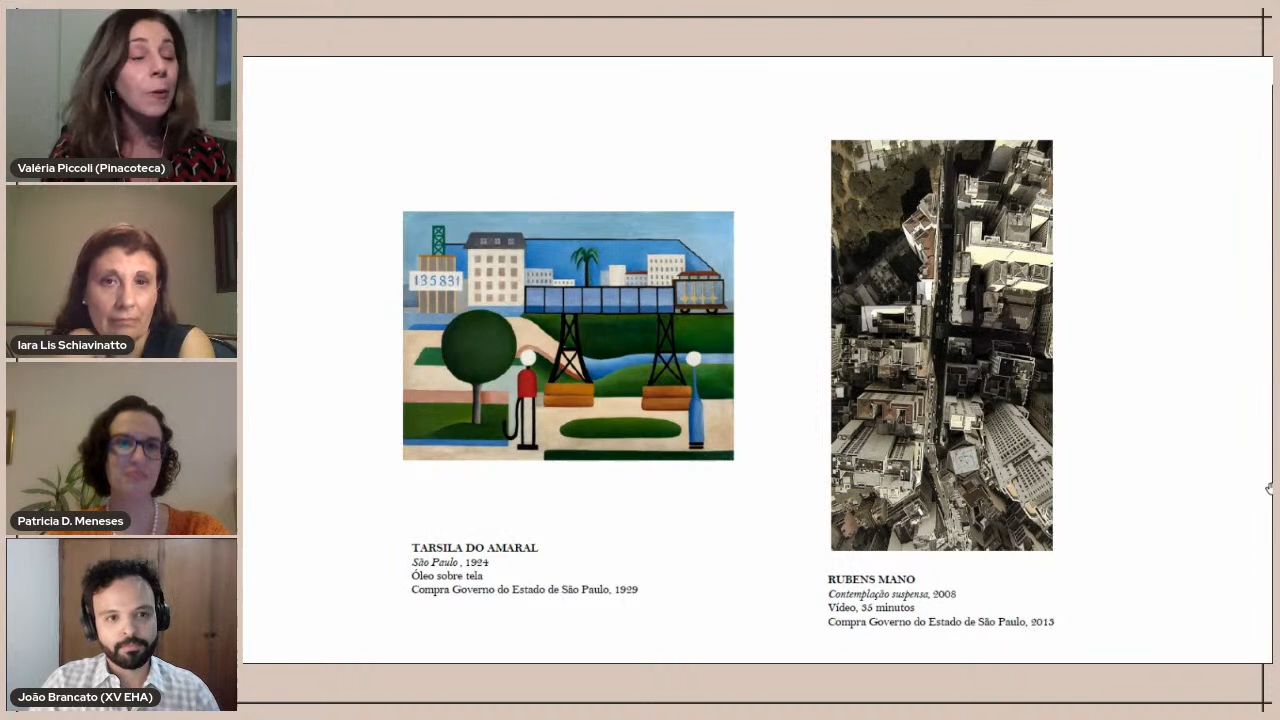 Valéria Piccoli (Pinacoteca)
Iara Lis Schiavinatto
Patricia D. Meneses
João Brancato (XV EHA)
135831
TARSILA DO AMARAL
São Paulo , 1924
Óleo sobre tela
Compra Governo do Estado de São Paulo, 1929
RUBENS MANO
Contemplação suspensa, 2008
Vídeo, 35 minutos
Compra Governo do Estado de São Paulo, 2013